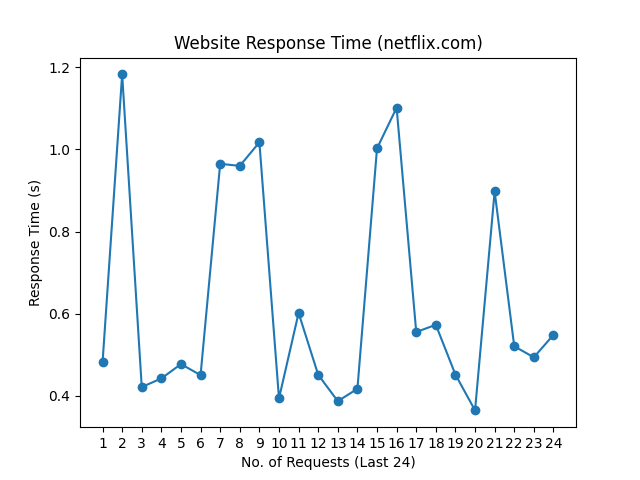 Website Response Time (netflix.com)
1.2
1.0
0.8
0.6
0.4
Response Time (s)
1 2 3 4 5 6 7 8 9 10 11 12 13 14 15 16 17 18 19 20 21 22 23 24
No. of Requests (Last 24)